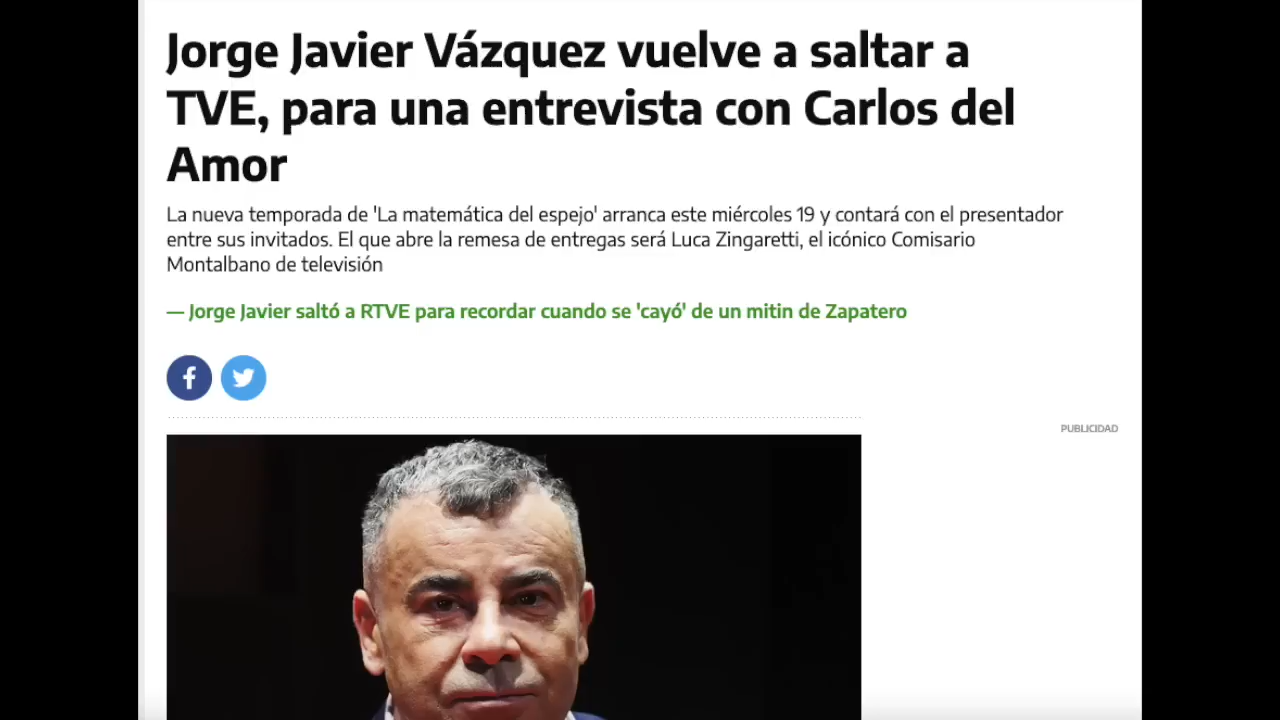 Jorge Javier Vázquez vuelve a saltar a
TVE, para una entrevista con Carlos del
Amor
La nueva temporada de 'La matemática del espejo' arranca este miércoles 19 y contará con el presentador
entre sus invitados. El que abre la remesa de entregas será Luca Zingaretti, el icónico Comisario
Montalbano de televisión
— Jorge Javier saltó a RTVE para recordar cuando se 'cayó' de un mitin de Zapatero
PUBLICIDAD